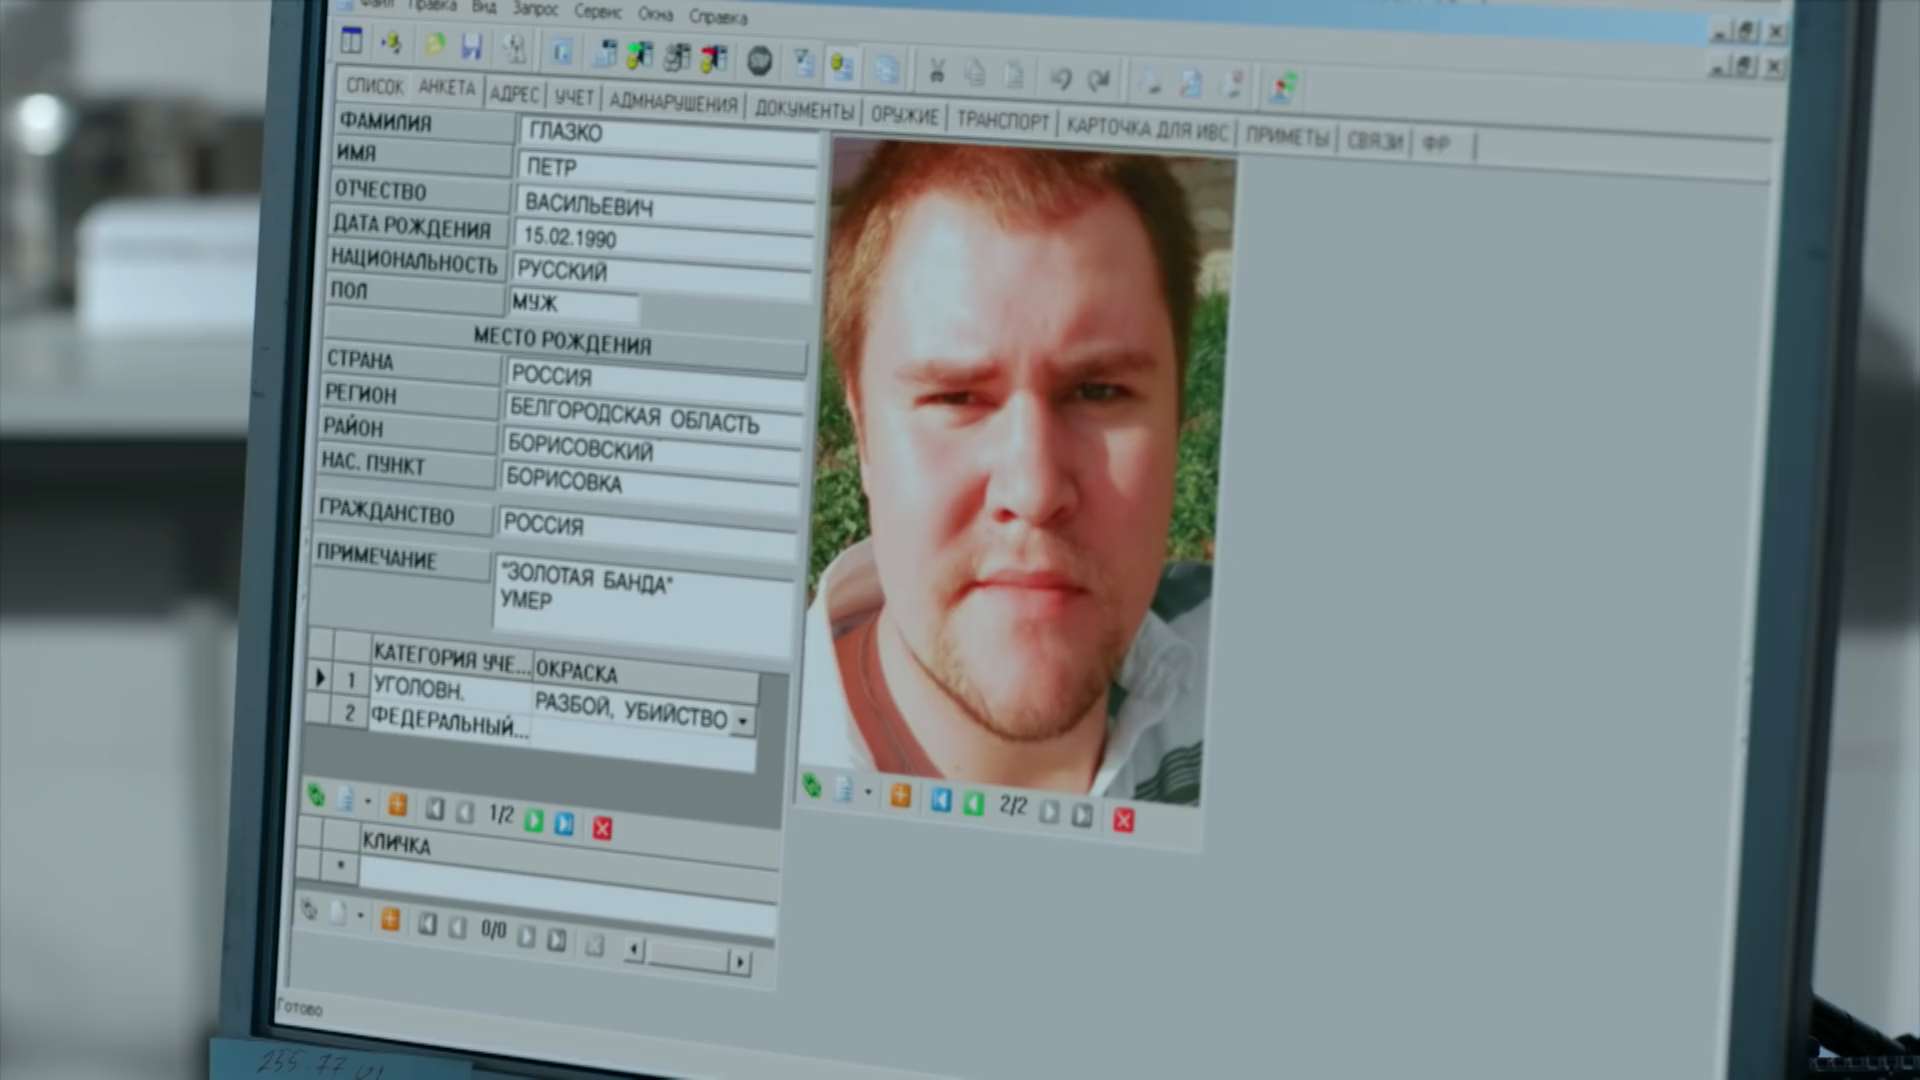 Файл Правка Вид Запрос Сервис Окна Справка
СПИСОК АНКЕТА АДРЕС УЧЕТ АДМНАРУШЕНИЯ ДОКУМЕНТЫ ОРУЖИЕ ТРАНСПОРТ КАРТОЧКА ДЛЯ ИВС ПРИМЕТЫ СВЯЗИ ФР
ФАМИЛИЯ ГЛАЗКО
ИМЯ ПЕТР
ОТЧЕСТВО ВАСИЛЬЕВИЧ
ДАТА РОЖДЕНИЯ 15.02.1990
НАЦИОНАЛЬНОСТЬ РУССКИЙ
ПОЛ МУЖ
МЕСТО РОЖДЕНИЯ
СТРАНА РОССИЯ
РЕГИОН БЕЛГОРОДСКАЯ ОБЛАСТЬ
РАЙОН БОРИСОВСКИЙ
НАС. ПУНКТ БОРИСОВКА
ГРАЖДАНСТВО РОССИЯ
ПРИМЕЧАНИЕ "ЗОЛОТАЯ БАНДА"
УМЕР
КАТЕГОРИЯ УЧЕ... ОКРАСКА
1 УГОЛОВН. РАЗБОЙ, УБИЙСТВО
2 ФЕДЕРАЛЬНЫЙ...
1/2
2/2
КЛИЧКА
*
0/0
Готово
255-77